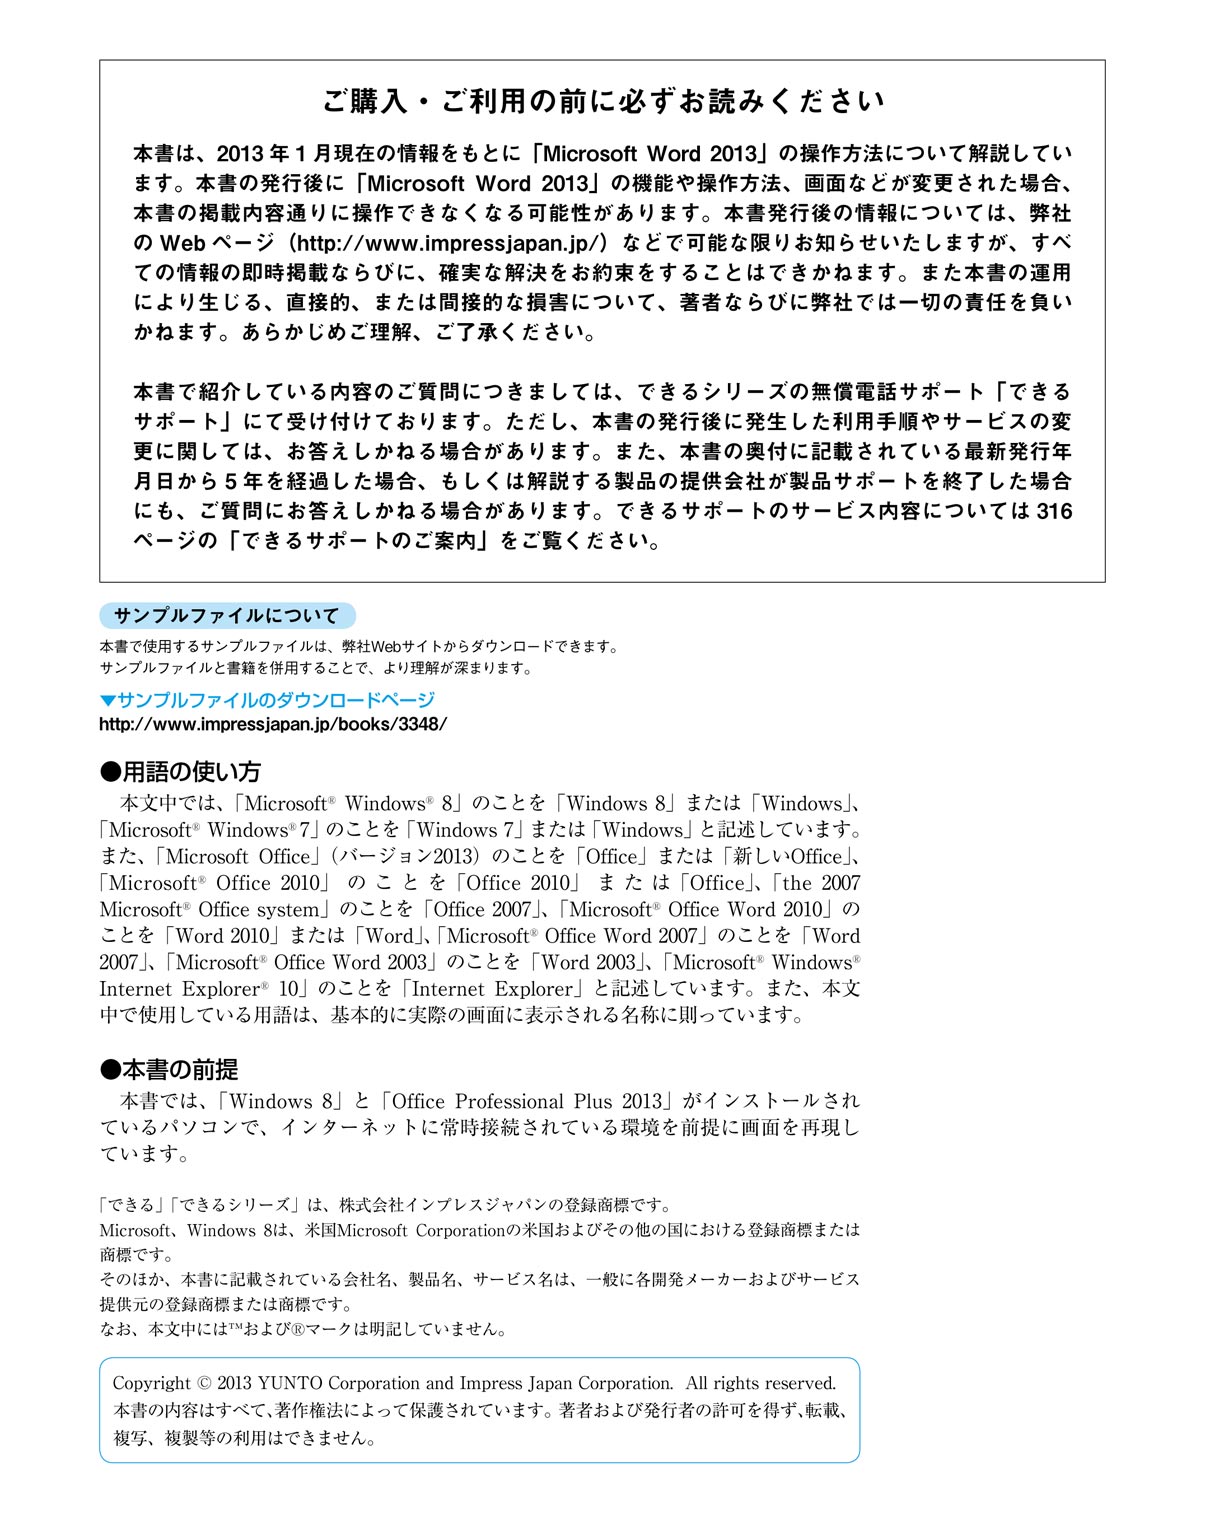 ご購入・ご利用の前に必ずお読みください
本書は、2013 年 1 月現在の情報をもとに「Microsoft Word 2013」の操作方法について解説してい
ます。本書の発行後に「Microsoft Word 2013」の機能や操作方法、画面などが変更された場合、
本書の掲載内容通りに操作できなくなる可能性があります。本書発行後の情報については、弊社
の Web ページ（http://www.impressjapan.jp/）などで可能な限りお知らせいたしますが、すべ
ての情報の即時掲載ならびに、確実な解決をお約束をすることはできかねます。また本書の運用
により生じる、直接的、または間接的な損害について、著者ならびに弊社では一切の責任を負い
かねます。あらかじめご理解、ご了承ください。
本書で紹介している内容のご質問につきましては、できるシリーズの無償電話サポート「できる
サポート」にて受け付けております。ただし、本書の発行後に発生した利用手順やサービスの変
更に関しては、お答えしかねる場合があります。また、本書の奥付に記載されている最新発行年
月日から 5 年を経過した場合、もしくは解説する製品の提供会社が製品サポートを終了した場合
にも、ご質問にお答えしかねる場合があります。できるサポートのサービス内容については 316
ページの「できるサポートのご案内」をご覧ください。
サンプルファイルについて
本書で使用するサンプルファイルは、弊社Webサイトからダウンロードできます。
サンプルファイルと書籍を併用することで、より理解が深まります。
▼サンプルファイルのダウンロードページ
http://www.impressjapan.jp/books/3348/
●用語の使い方
　本文中では、「Microsoft® Windows® 8」のことを「Windows 8」または「Windows」、
「Microsoft® Windows®7」のことを「Windows 7」または「Windows」と記述しています。
また、「Microsoft Office」（バージョン2013）のことを「Office」または「新しいOffice」、
「Microsoft® Office 2010」のことを「Office 2010」または「Office」、「the 2007
Microsoft® Office system」のことを「Office 2007」、「Microsoft® Office Word 2010」の
ことを「Word 2010」または「Word」、「Microsoft® Office Word 2007」のことを「Word
2007」、「Microsoft® Office Word 2003」のことを「Word 2003」、「Microsoft® Windows®
Internet Explorer® 10」のことを「Internet Explorer」と記述しています。また、本文
中で使用している用語は、基本的に実際の画面に表示される名称に則っています。
●本書の前提
　本書では、「Windows 8」と「Office Professional Plus 2013」がインストールされ
ているパソコンで、インターネットに常時接続されている環境を前提に画面を再現し
ています。
「できる」「できるシリーズ」は、株式会社インプレスジャパンの登録商標です。
Microsoft、Windows 8は、米国Microsoft Corporationの米国およびその他の国における登録商標または
商標です。
そのほか、本書に記載されている会社名、製品名、サービス名は、一般に各開発メーカーおよびサービス
提供元の登録商標または商標です。
なお、本文中には™および®マークは明記していません。
Copyright © 2013 YUNTO Corporation and Impress Japan Corporation. All rights reserved.
本書の内容はすべて、著作権法によって保護されています。著者および発行者の許可を得ず、転載、
複写、複製等の利用はできません。